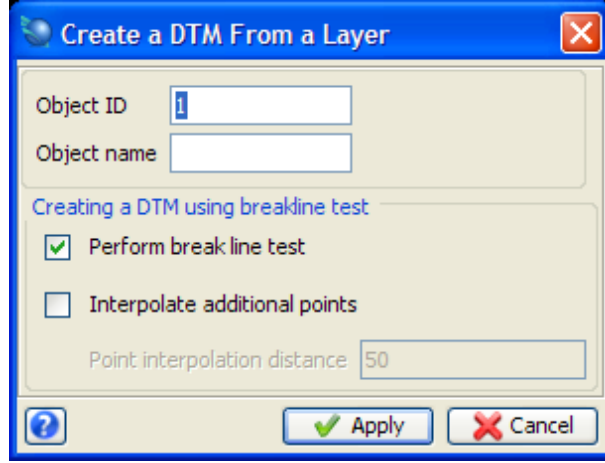 Create a DTM From a Layer
Object ID 1
Object name
Creating a DTM using breakline test
Perform break line test
Interpolate additional points
Point interpolation distance 50
? Apply Cancel